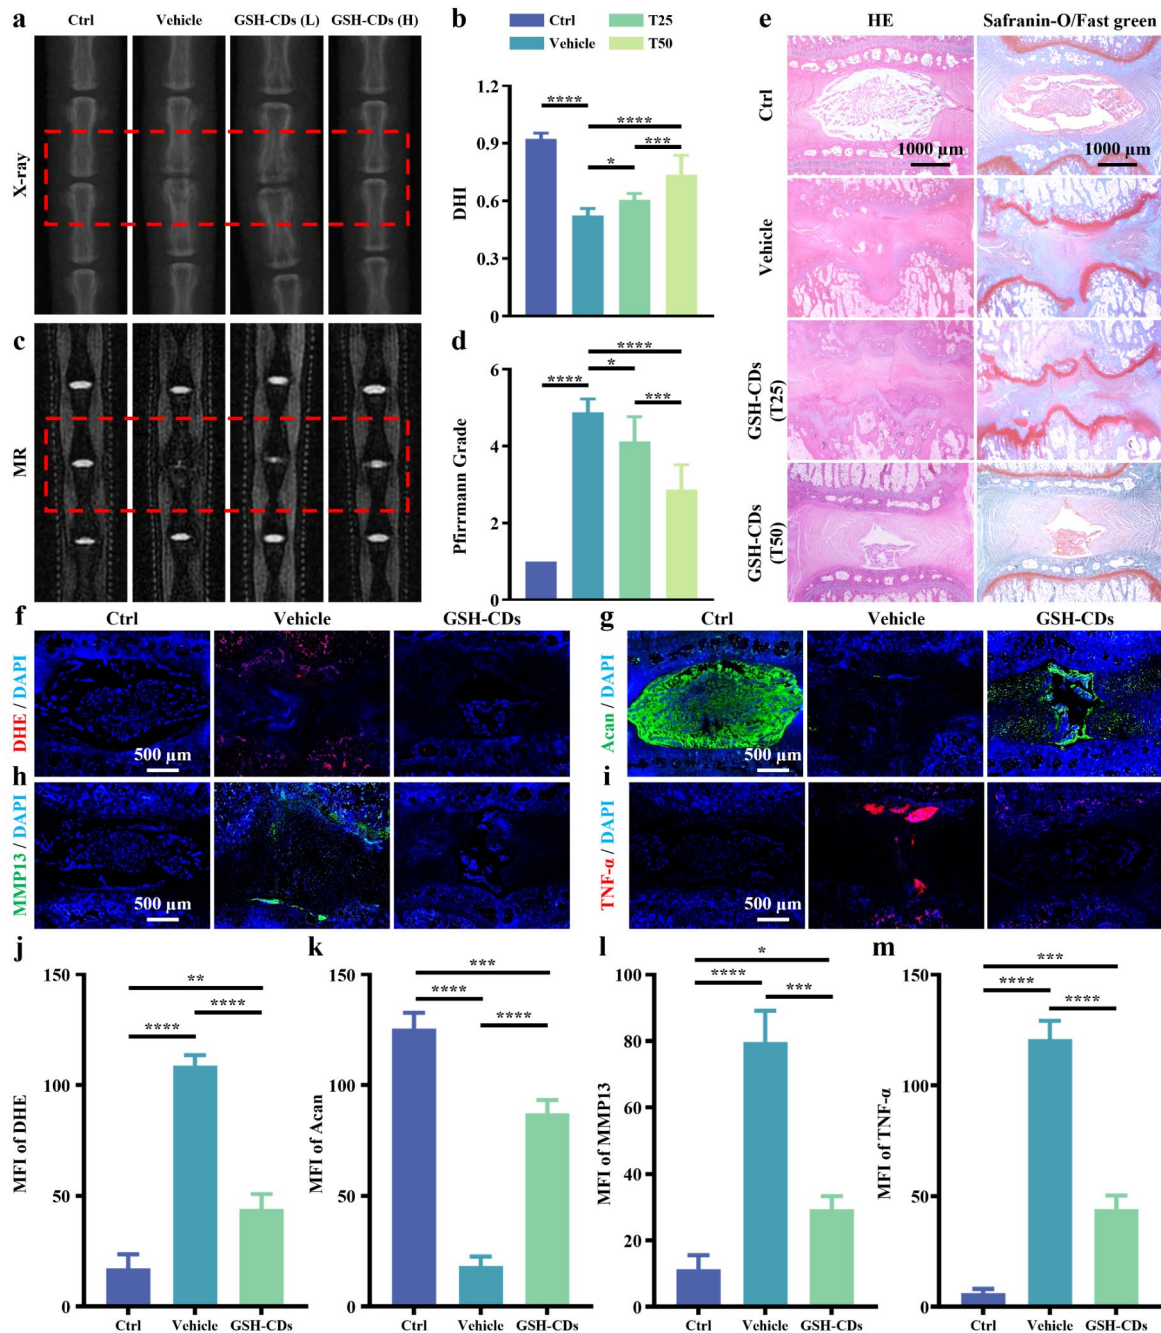 a
Ctrl
Vehicle
GSH-CDs (L)
GSH-CDs (H)
X-ray
b
Ctrl
T25
Vehicle
T50
1.2
0.9
0.6
0.3
0
DHI
****
****
***
*
c
MR
d
6
4
2
0
Pfirrmann Grade
****
*
****
***
e
HE
Safranin-O/Fast green
Ctrl
1000 µm
1000 µm
Vehicle
GSH-CDs
(T25)
GSH-CDs
(T50)
f
Ctrl
Vehicle
GSH-CDs
DHE / DAPI
500 µm
g
Ctrl
Vehicle
GSH-CDs
Acan / DAPI
500 µm
h
MMP13 / DAPI
500 µm
i
TNF-α / DAPI
500 µm
j
150
100
50
0
MFI of DHE
**
****
****
Ctrl
Vehicle
GSH-CDs
k
150
100
50
0
MFI of Acan
***
****
****
Ctrl
Vehicle
GSH-CDs
l
100
80
60
40
20
0
MFI of MMP13
*
****
***
Ctrl
Vehicle
GSH-CDs
m
150
100
50
0
MFI of TNF-α
***
****
****
Ctrl
Vehicle
GSH-CDs